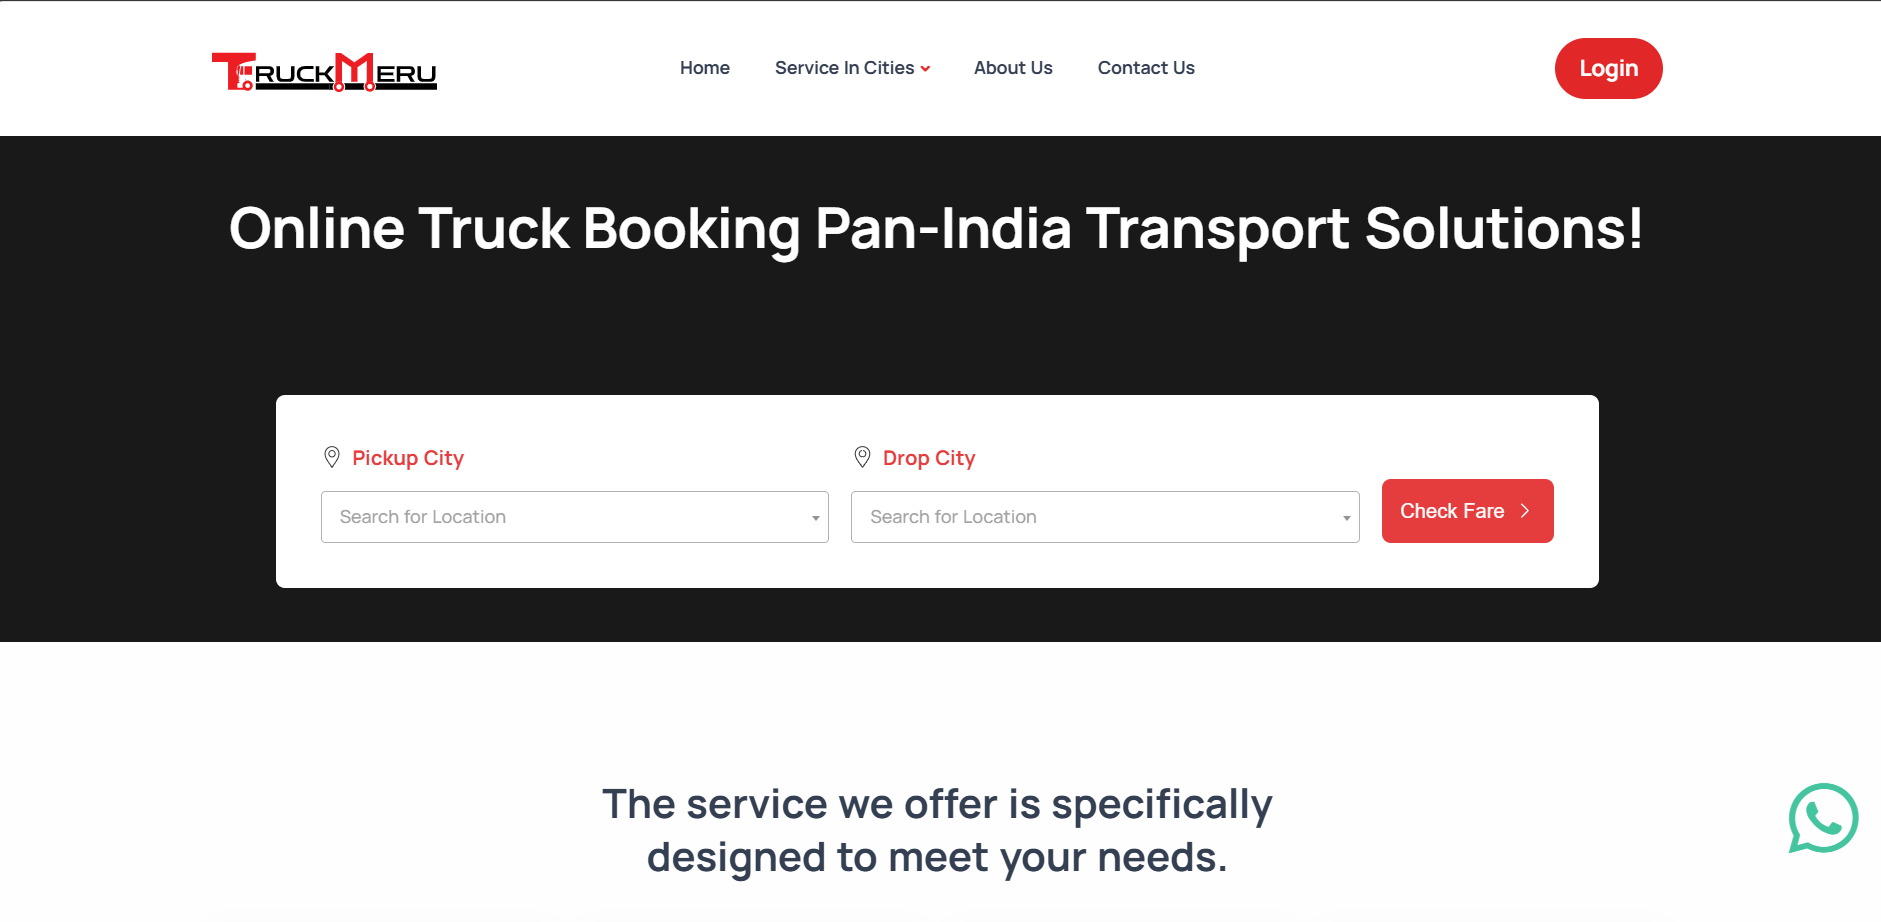 TRUCKMERU
Home
Service In Cities
About Us
Contact Us
Login
Online Truck Booking Pan-India Transport Solutions!
Pickup City
Drop City
Search for Location
Search for Location
Check Fare
The service we offer is specifically
designed to meet your needs.